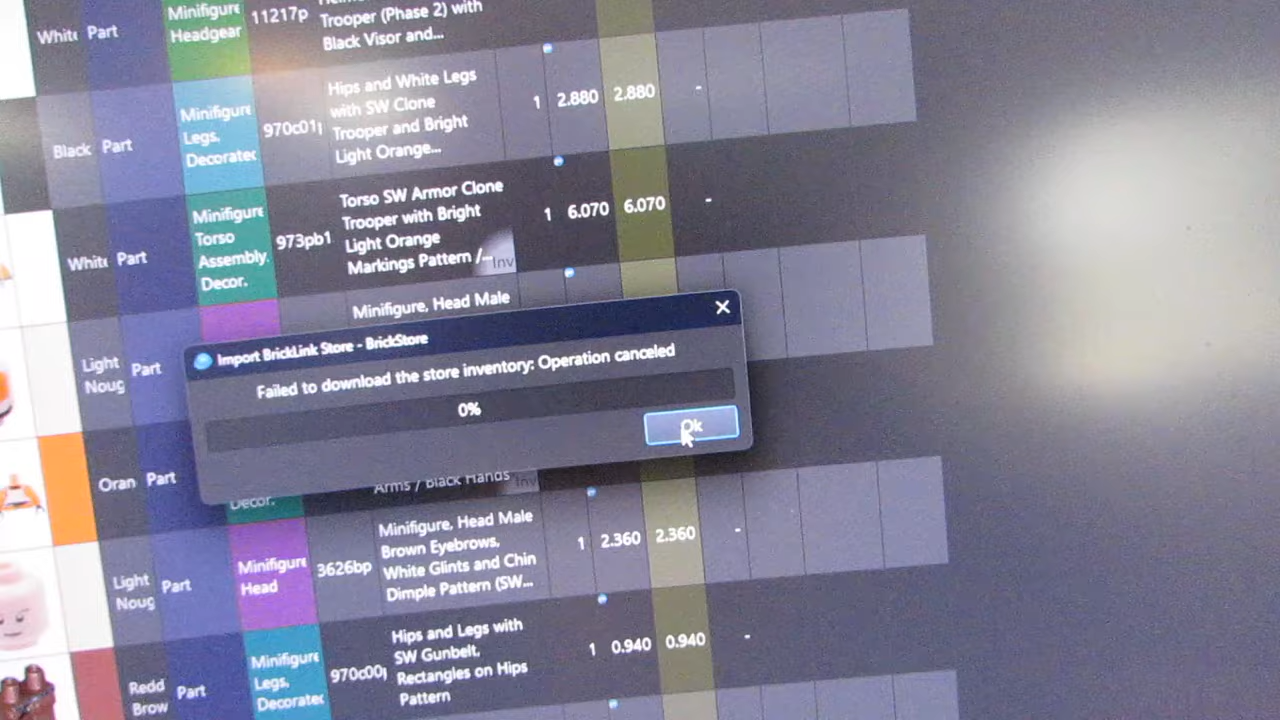 White Part
Minifigure
Headgear
11217p
Trooper (Phase 2) with
Black Visor and...
Black Part
Minifigure
Legs,
Decorated
970c01p
Hips and White Legs
with SW Clone
Trooper and Bright
Light Orange...
1 2.880 2.880 -
White Part
Minifigure
Torso
Assembly,
Decor.
973pb1
Torso SW Armor Clone
Trooper with Bright
Light Orange
Markings Pattern /...
Inv
1 6.070 6.070 -
Light
Noug
Part
Minifigure, Head Male
Import BrickLink Store - BrickStore
Failed to download the store inventory: Operation canceled
0%
Ok
Oran Part
Decor.
Arms / Black Hands
Inv
Light
Noug
Part
Minifigure
Head
3626bp
Minifigure, Head Male
Brown Eyebrows,
White Glints and Chin
Dimple Pattern (SW...
1 2.360 2.360 -
Redd
Brow
Part
Minifigure
Legs,
Decorated
970c00p
Hips and Legs with
SW Gunbelt,
Rectangles on Hips
Pattern
1 0.940 0.940 -